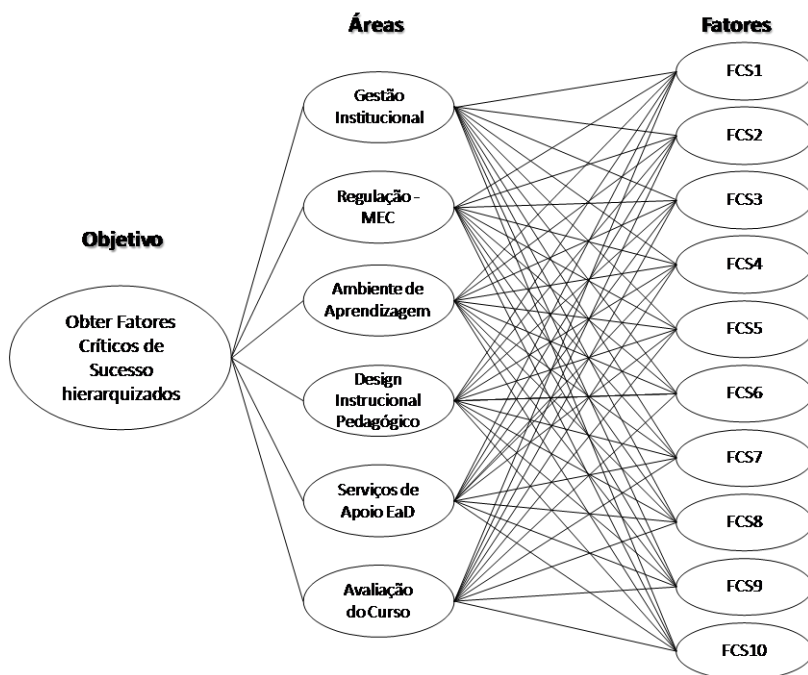 Objetivo
Obter Fatores
Críticos de
Sucesso
hierarquizados
Áreas
Gestão
Institucional
Regulação -
MEC
Ambiente de
Aprendizagem
Design
Instrucional
Pedagógico
Serviços de
Apoio EaD
Avaliação
do Curso
Fatores
FCS1
FCS2
FCS3
FCS4
FCS5
FCS6
FCS7
FCS8
FCS9
FCS10